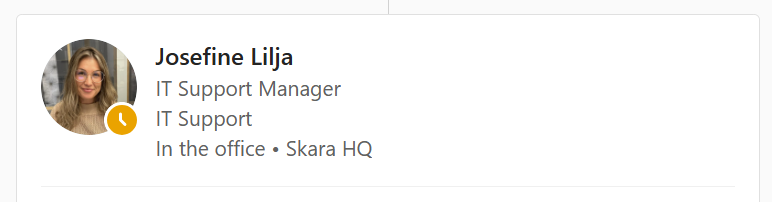 Josefine Lilja
IT Support Manager
IT Support
In the office • Skara HQ